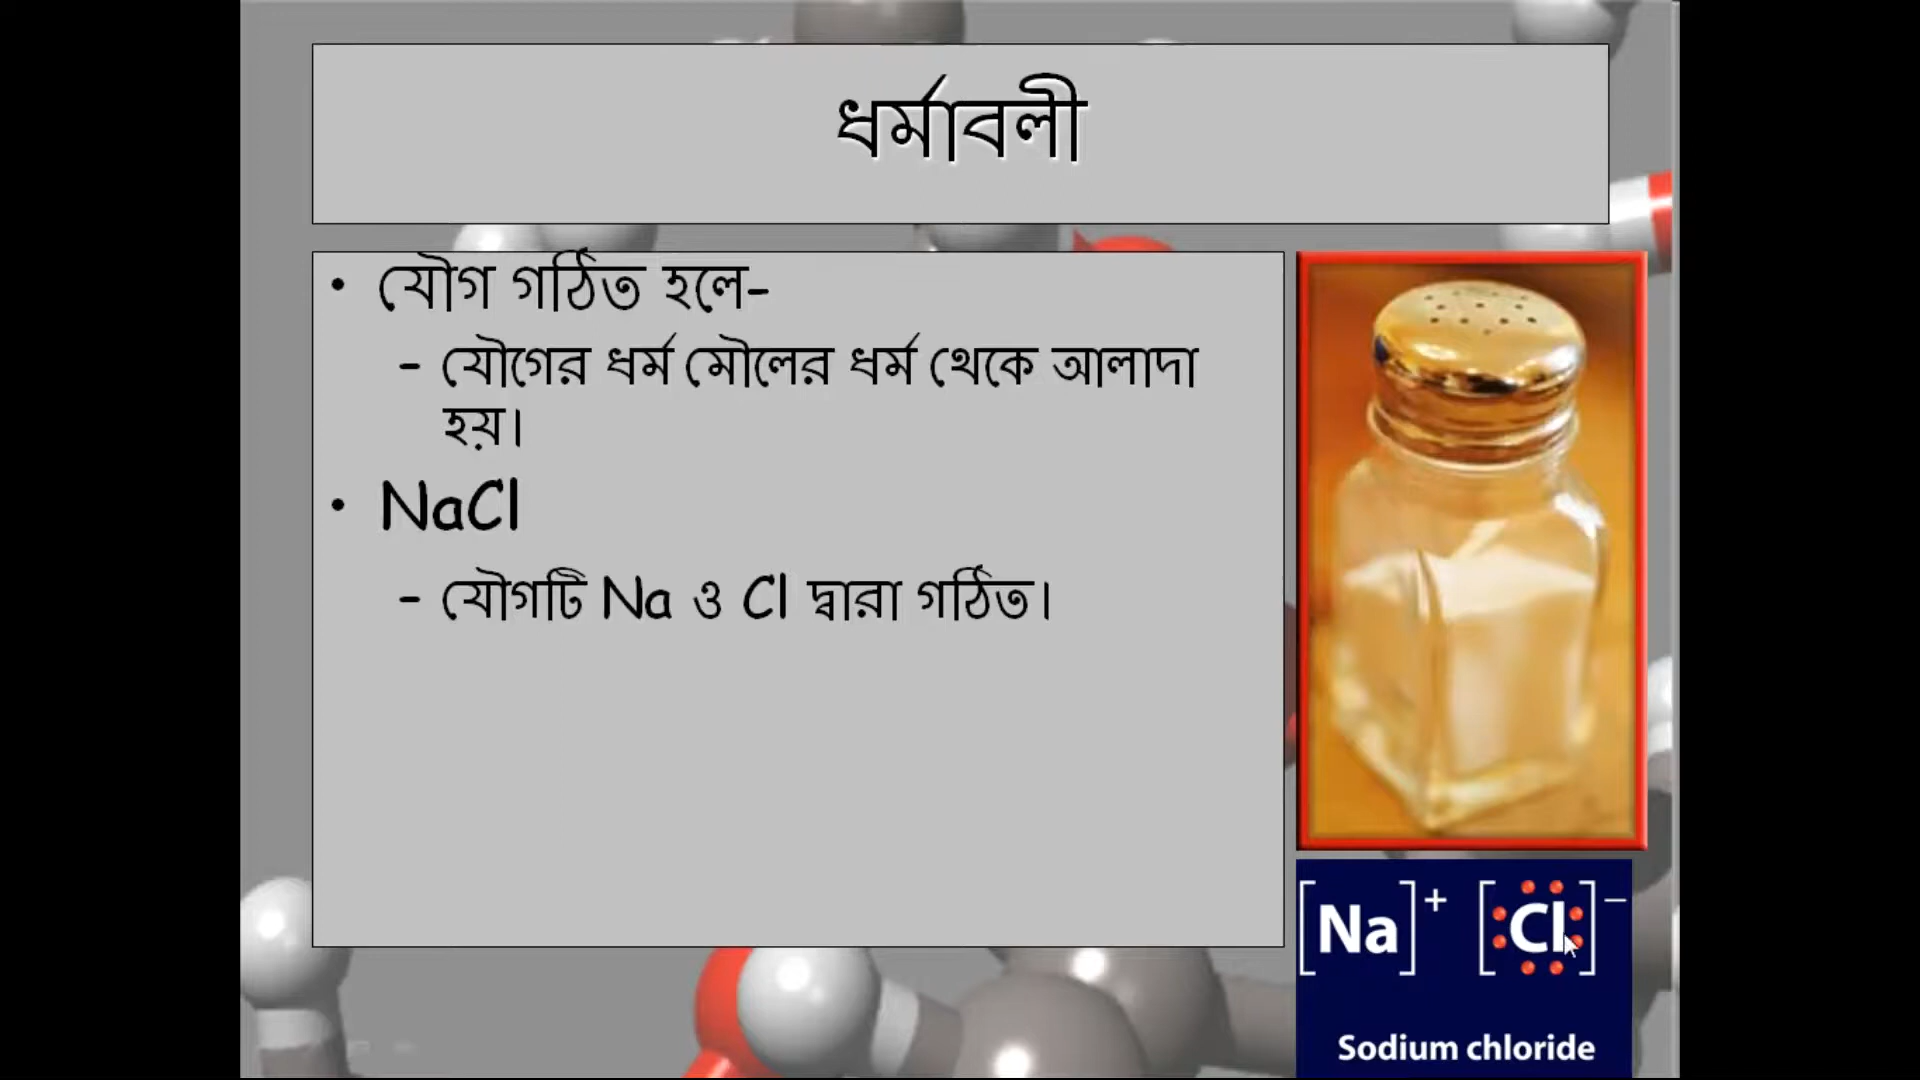 ধর্মাবলী
• যৌগ গঠিত হলে-
- যৌগের ধর্ম মৌলের ধর্ম থেকে আলাদা
হয়।
• NaCl
- যৌগটি Na ও Cl দ্বারা গঠিত।
[Na]+ [Cl]−
Sodium chloride